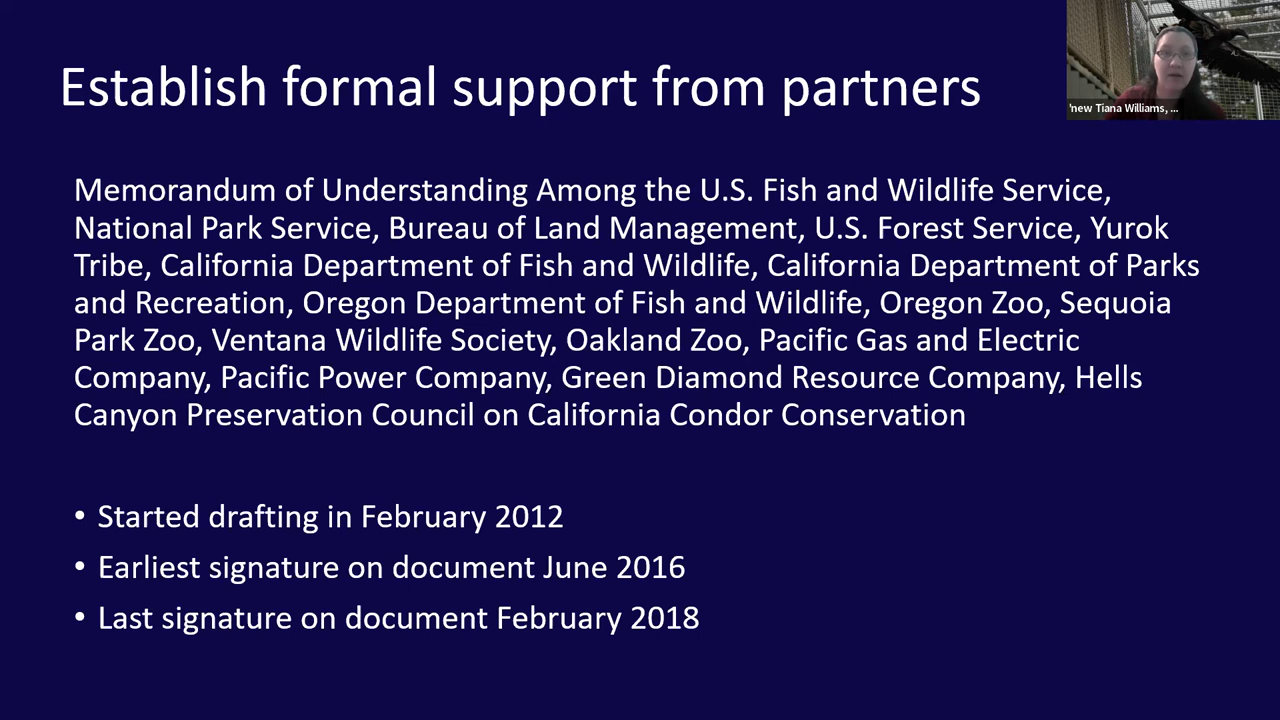 Establish formal support from partners
'new Tiana Williams, ...
Memorandum of Understanding Among the U.S. Fish and Wildlife Service,
National Park Service, Bureau of Land Management, U.S. Forest Service, Yurok
Tribe, California Department of Fish and Wildlife, California Department of Parks
and Recreation, Oregon Department of Fish and Wildlife, Oregon Zoo, Sequoia
Park Zoo, Ventana Wildlife Society, Oakland Zoo, Pacific Gas and Electric
Company, Pacific Power Company, Green Diamond Resource Company, Hells
Canyon Preservation Council on California Condor Conservation
• Started drafting in February 2012
• Earliest signature on document June 2016
• Last signature on document February 2018